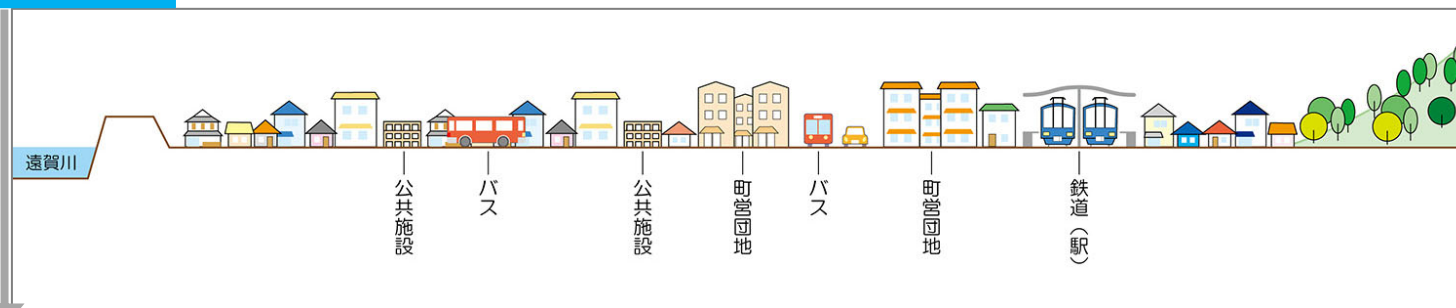 遠賀川
公共施設
バス
公共施設
町営団地
バス
町営団地
鉄道（駅）